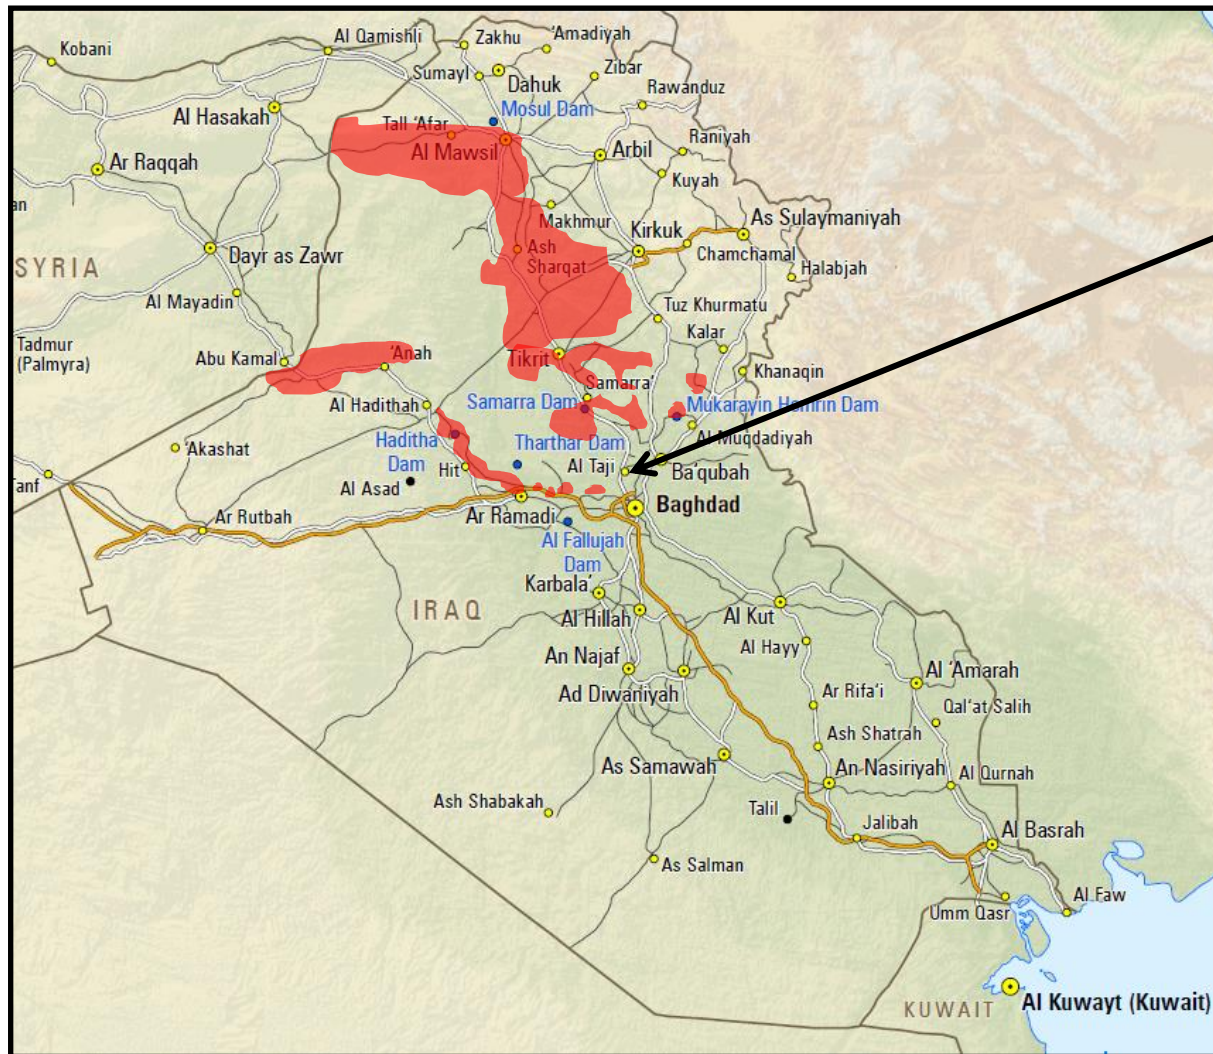 Al Qamishli
Zakhu
'Amadiyah
Kobani
Sumayl
Zibar
Dahuk
Rawanduz
Al Hasakah
Mosul Dam
Tall 'Afar
Raniyah
Al Mawsil
Arbil
Ar Raqqah
Kuyah
an
Makhmur
As Sulaymaniyah
Kirkuk
Ash
Sharqat
Chamchamal
Dayr as Zawr
SYRIA
Halabjah
Al Mayadin
Tuz Khurmatu
Kalar
Tadmur
(Palmyra)
Abu Kamal
'Anah
Tikrit
Khanaqin
Samarra'
Al Hadithah
Samarra Dam
Mukarayin Hemrin Dam
'Akashat
Haditha
Dam
Tharthar Dam
Al Muqdadiyah
Al Taji
Ba'qubah
Tanf
Hit
Al Asad
Baghdad
Ar Rutbah
Ar Ramadi
Al Fallujah
Dam
Karbala'
IRAQ
Al Hillah
Al Kut
Al Hayy
An Najaf
Al 'Amarah
Ad Diwaniyah
Ar Rifa'i
Qal'at Salih
Ash Shatrah
As Samawah
An Nasiriyah
Al Qurnah
Ash Shabakah
Talil
Jalibah
Al Basrah
As Salman
Al Faw
Umm Qasr
KUWAIT
Al Kuwayt (Kuwait)